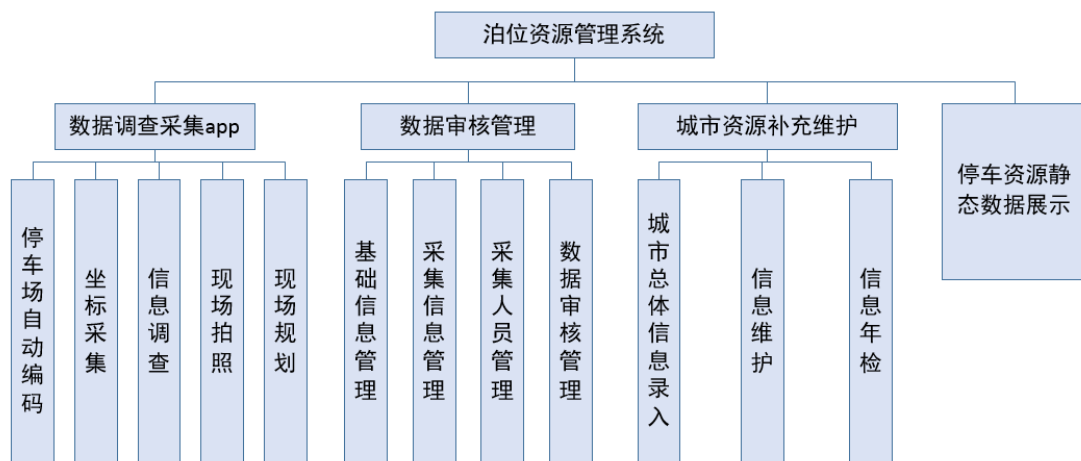 泊位资源管理系统
数据调查采集app
数据审核管理
城市资源补充维护
停车资源静
态数据展示
停车场自动编码
坐标采集
信息调查
现场拍照
现场规划
基础信息管理
采集信息管理
采集人员管理
数据审核管理
城市总体信息录入
信息维护
信息年检